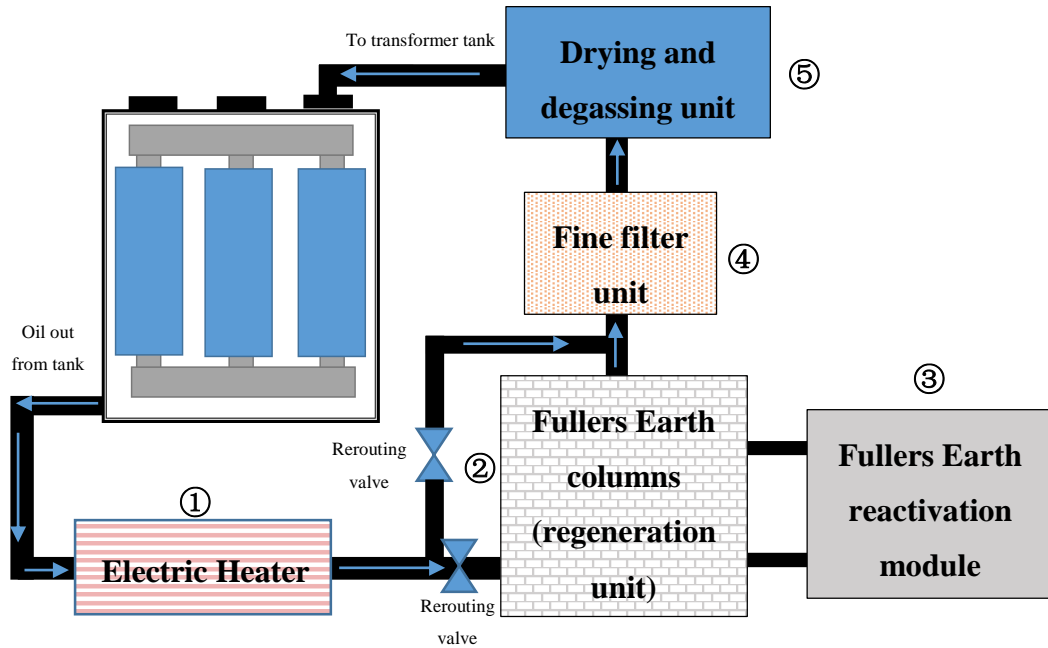 To transformer tank
Drying and
degassing unit
⑤
Fine filter
unit
④
Oil out
from tank
③
Rerouting
valve
②
Fullers Earth
columns
(regeneration
unit)
Fullers Earth
reactivation
module
①
Electric Heater
Rerouting
valve